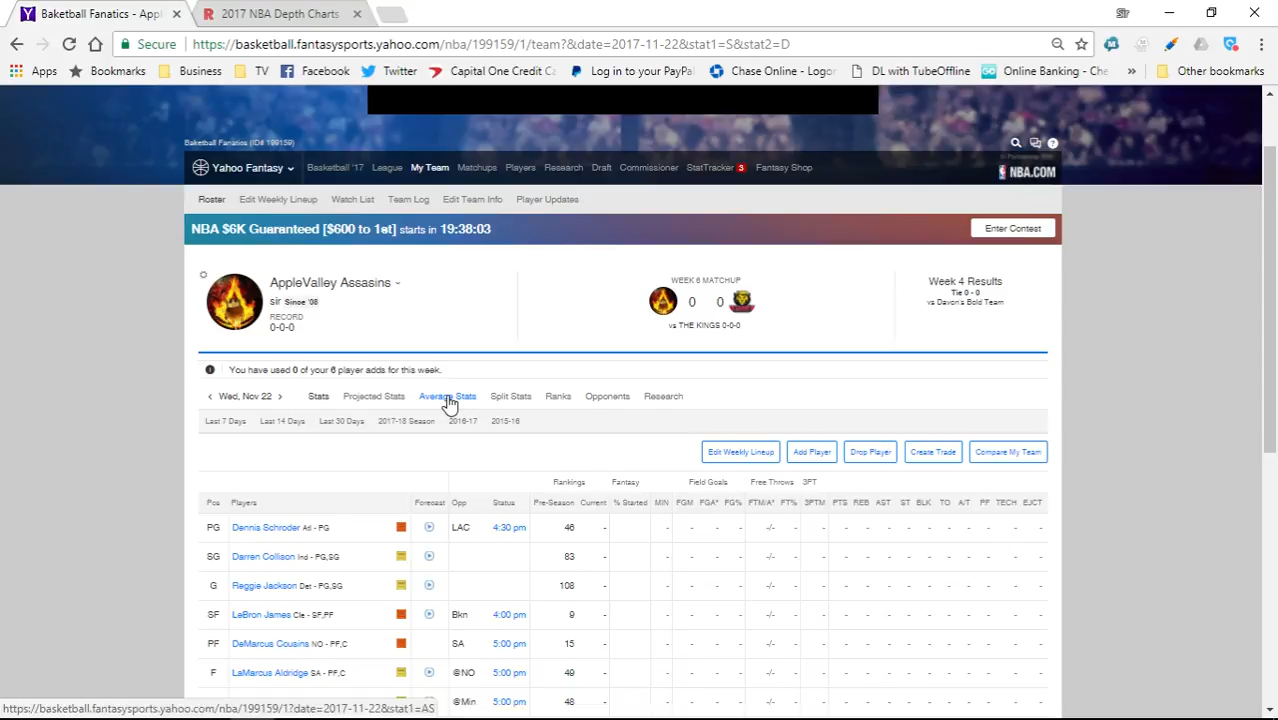 Baketball Fanatics - Apl
2017 NBA Depth Charts
Sir
Secure
https://basketball.fantasysports.yahoo.com/nba/199159/1/team?&date=2017-11-22&stat1=S&stat2=D
Apps Bookmarks Business TV Facebook Twitter Capital One Credit Ca Log in to your PayPal Chase Online - Logon DL with TubeOffline Online Banking - Che » Other bookmarks
Baketball Fanatics (ID# 199159)
Yahoo Fantasy Basketball '17 League My Team Matchups Players Research Draft Commissioner StatTracker 3 Fantasy Shop
NBA.COM
Roster Edit Weekly Lineup Watch List Team Log Edit Team Info Player Updates
NBA $6K Guaranteed [$600 to 1st] starts in 19:38:03
Enter Contest
AppleValley Assasins
sir Since '08
RECORD
0-0-0
WEEK 6 MATCHUP
0 0
vs THE KINGS 0-0-0
Week 4 Results
Tie 0 - 0
vs Davon's Bold Team
You have used 0 of your 6 player adds for this week.
Wed, Nov 22 Stats Projected Stats Average Stats Split Stats Ranks Opponents Research
Last 7 Days Last 14 Days Last 30 Days 2017-18 Season 2016-17 2015-16
Edit Weekly Lineup Add Player Drop Player Create Trade Compare My Team
Rankings Fantasy Field Goals Free Throws 3PT
Pos Players Forecast Opp Status Pre-Season Current % Started MIN FGM FGA* FG% FTM/A* FT% 3PTM PTS REB AST ST BLK TO A/T PF TECH EJCT
PG Dennis Schroder Atl - PG LAC 4:30 pm 46 - - - - - -/- - - - - - - - - - - - -
SG Darren Collison Ind - PG,SG 83 - - - - - -/- - - - - - - - - - - - -
G Reggie Jackson Det - PG,SG 108 - - - - - -/- - - - - - - - - - - - -
SF LeBron James Cle - SF,PF Bkn 4:00 pm 9 - - - - - -/- - - - - - - - - - - - -
PF DeMarcus Cousins NO - PF,C SA 5:00 pm 15 - - - - - -/- - - - - - - - - - - - -
F LaMarcus Aldridge SA - PF,C @NO 5:00 pm 49 - - - - - -/- - - - - - - - - - - - -
@Min 5:00 pm 48 - - - - - -/- - - - - - - - - - - - -
https://basketball.fantasysports.yahoo.com/nba/199159/1?date=2017-11-22&stat1=AS